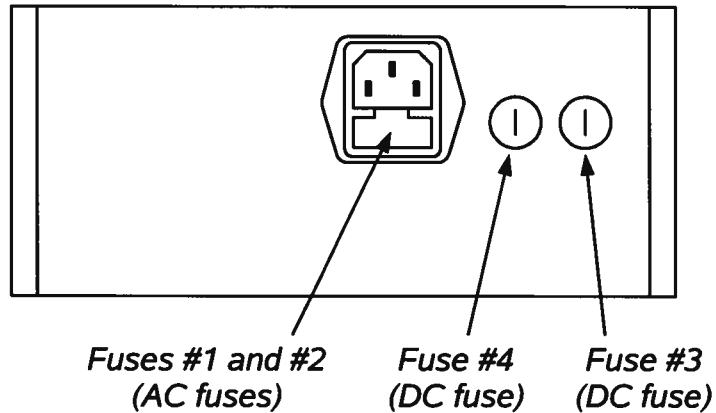 Fuses #1 and #2
(AC fuses)
Fuse #4
(DC fuse)
Fuse #3
(DC fuse)